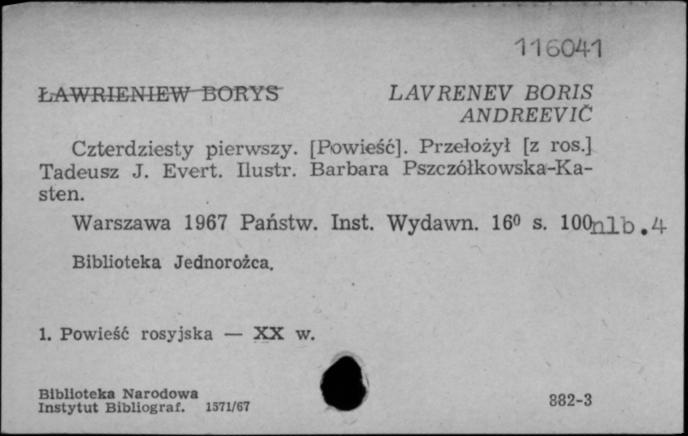 116041
ŁAWRIENIEW BORYS LAVRENEV BORIS
ANDREEVIČ
Czterdziesty pierwszy. [Powieść]. Przełożył [z ros.]
Tadeusz J. Evert. Ilustr. Barbara Pszczółkowska-Ka-
sten.
Warszawa 1967 Państw. Inst. Wydawn. 16⁰ s. 100 nlb.4
Biblioteka Jednorożca.
1. Powieść rosyjska — XX w.
Biblioteka Narodowa
Instytut Bibliograf. 1571/67 882-3